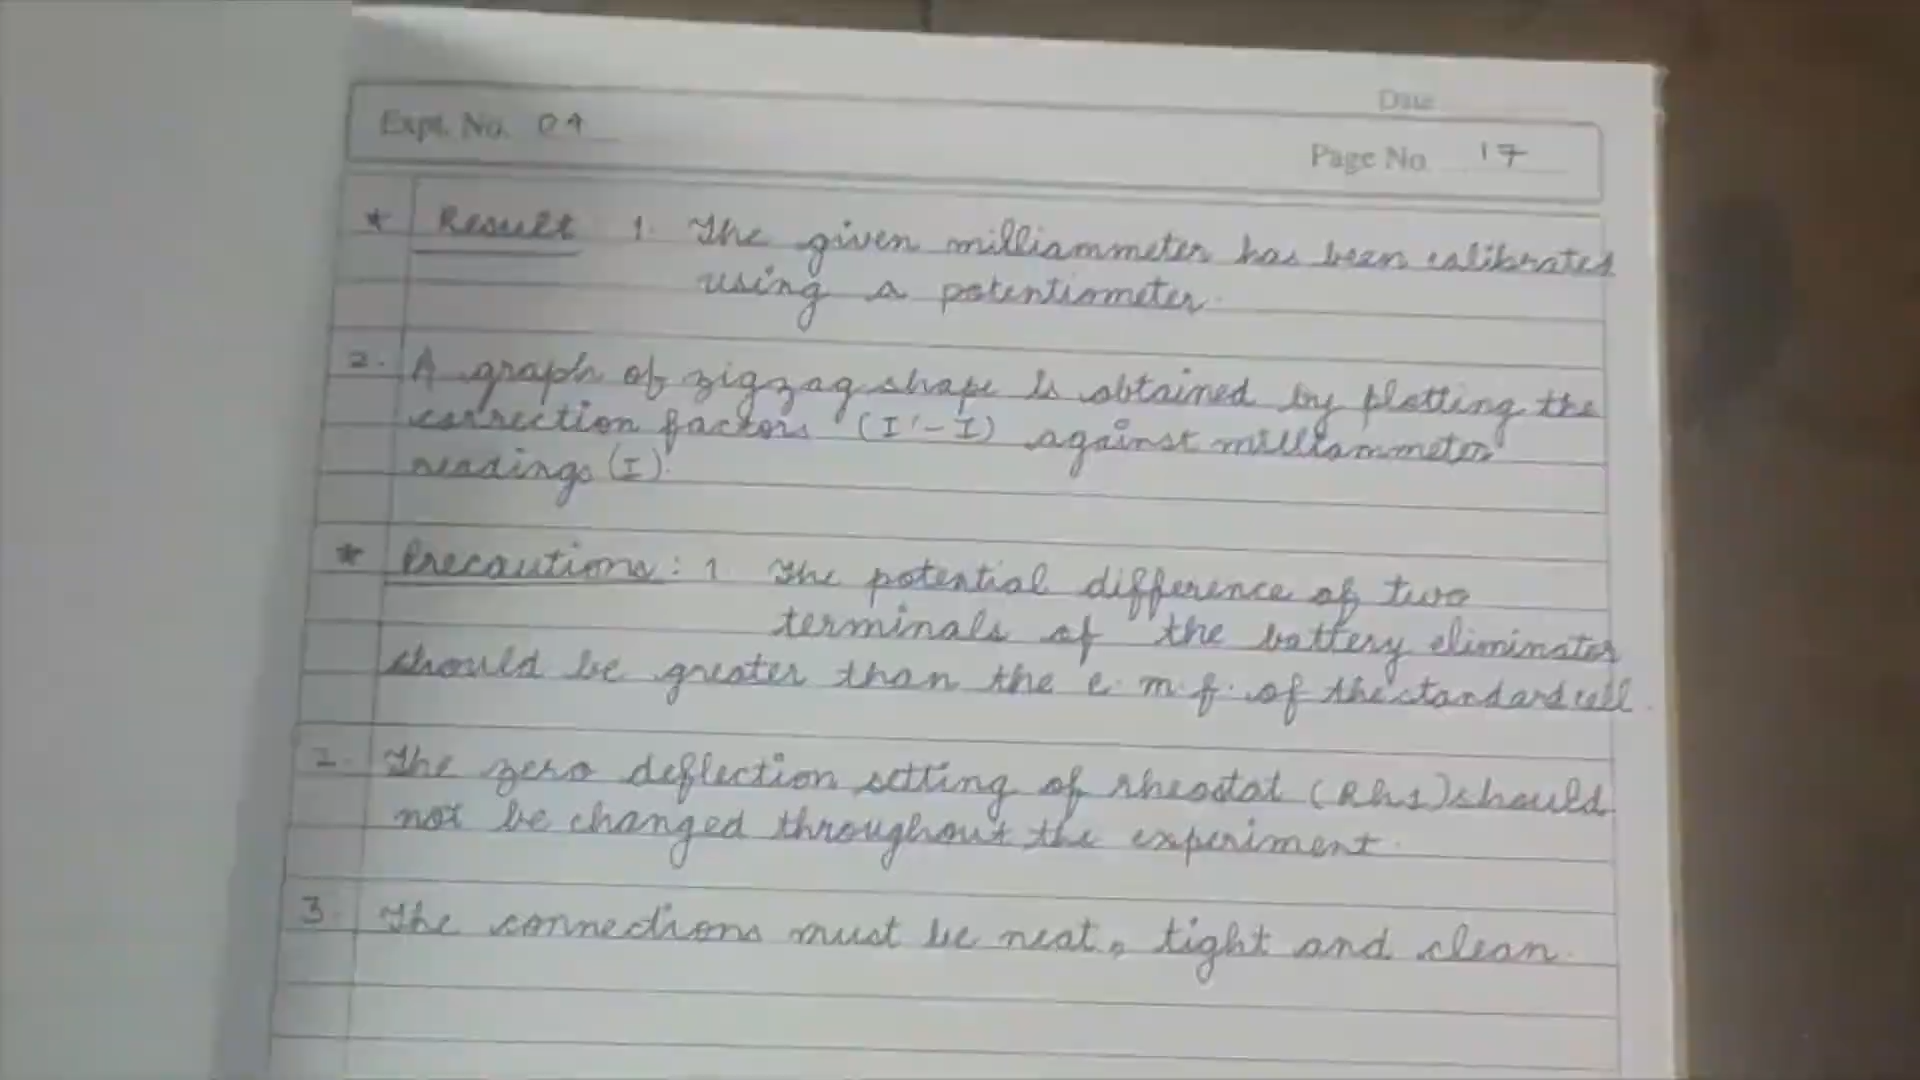 Date
Expt. No. 04
Page No. 17
* Result 1. The given milliammeter has been calibrated
using a potentiometer.
2. A graph of zigzag shape is obtained by plotting the
correction factors (I'-I) against milliammeter
readings (I).
* Precautions: 1. The potential difference of two
terminals of the battery eliminator
should be greater than the e.m.f. of the standard cell.
2. The zero deflection setting of rheostat (Rh1) should
not be changed throughout the experiment.
3. The connections must be neat, tight and clean.